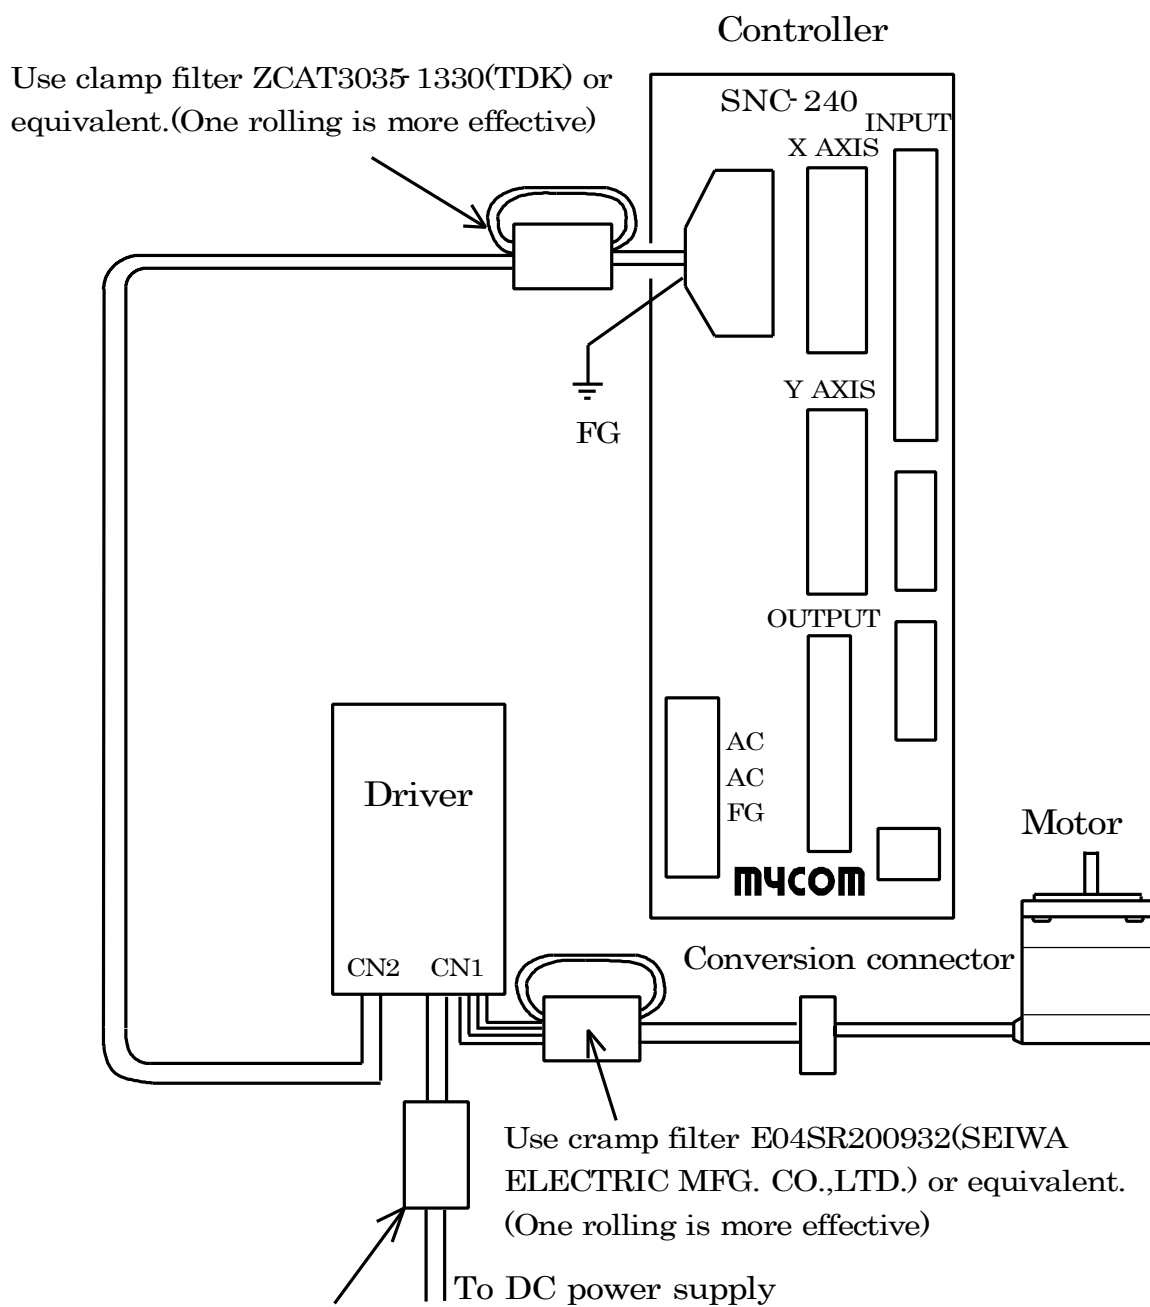 Controller
Use clamp filter ZCAT3035-1330(TDK) or
equivalent.(One rolling is more effective)
SNC-240
INPUT
X AXIS
FG
Y AXIS
OUTPUT
AC
AC
FG
mycom
Driver
CN2
CN1
Motor
Conversion connector
Use cramp filter E04SR200932(SEIWA
ELECTRIC MFG. CO.,LTD.) or equivalent.
(One rolling is more effective)
To DC power supply